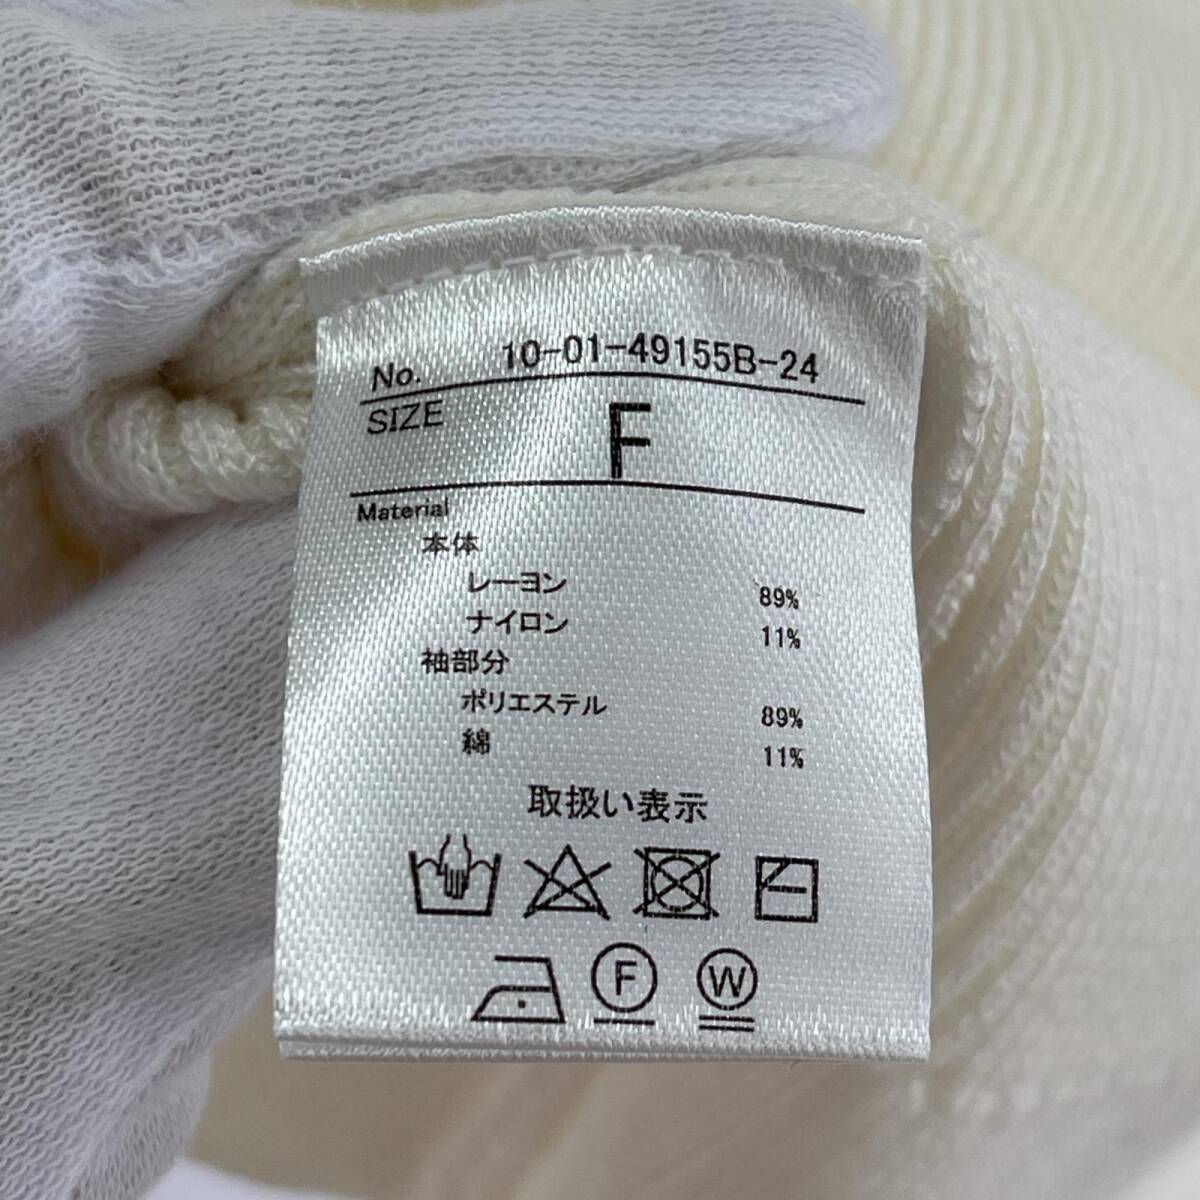 No. 10-01-49155B-24
SIZE F
Material
本体
レーヨン 89%
ナイロン 11%
袖部分
ポリエステル 89%
綿 11%
取扱い表示
F W